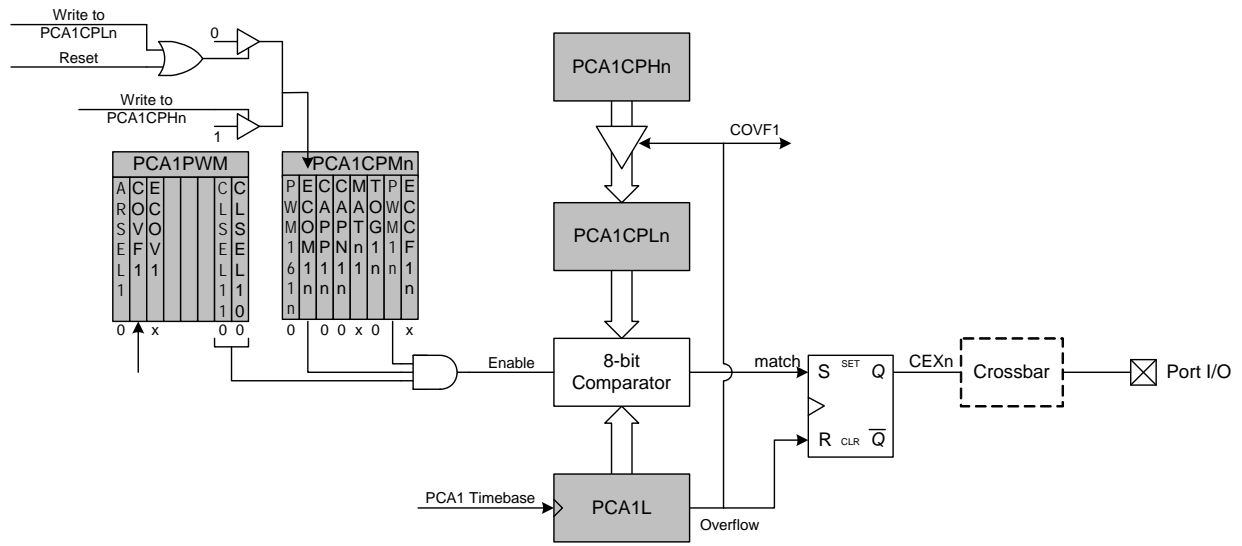 Write to
PCA1CPLn
Reset
0
Write to
PCA1CPHn
1
PCA1PWM
ARSEL1
COVF1
ECOV1
CLSEL11
CLSEL10
0
x
0
0
PCA1CPMn
PWM161n
ECOM1n
CAPP1n
CAPN1n
MATn1
TOG1n
PWM1n
ECCF1n
0
0
0
x
0
x
Enable
PCA1CPHn
COVF1
PCA1CPLn
8-bit
Comparator
match
PCA1 Timebase
PCA1L
Overflow
S SET Q
R CLR Q
CEXn
Crossbar
Port I/O